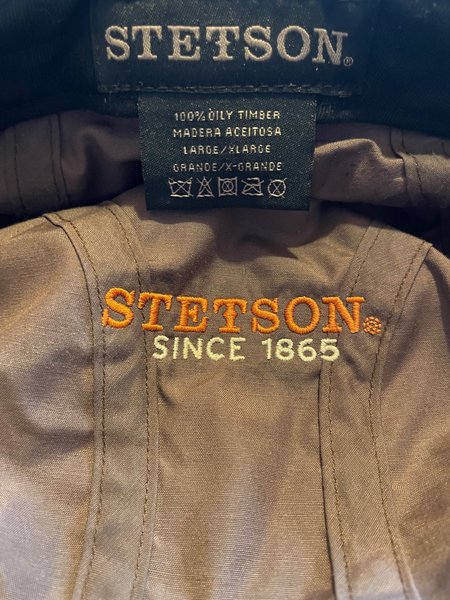 STETSON®
100% OILY TIMBER
MADERA ACEITOSA
LARGE/XLARGE
GRANDE/X-GRANDE
STETSON®
SINCE 1865